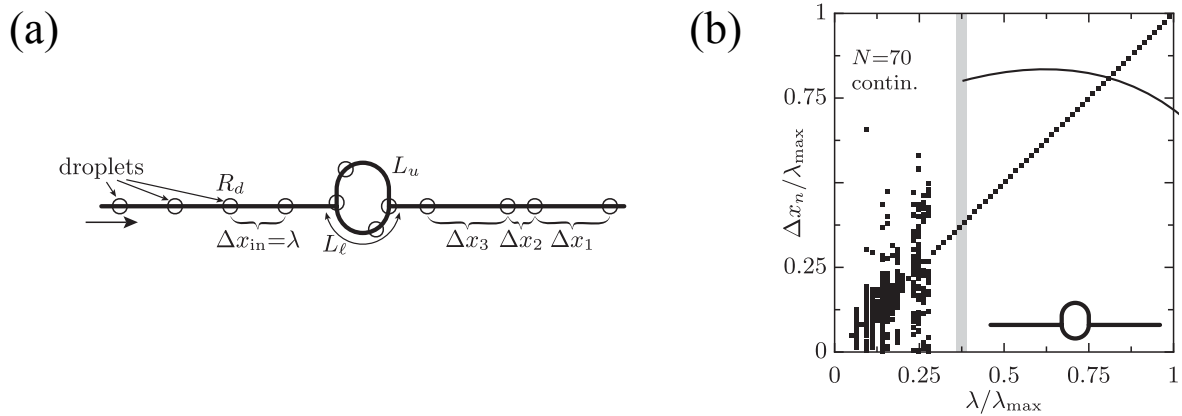 (a)
droplets
R_d
L_u
Δx_in=λ
L_ℓ
Δx_3
Δx_2
Δx_1
(b)
1
0.75
0.25
0
Δx_n/λ_max
N=70
contin.
0
0.25
0.5
0.75
1
λ/λ_max